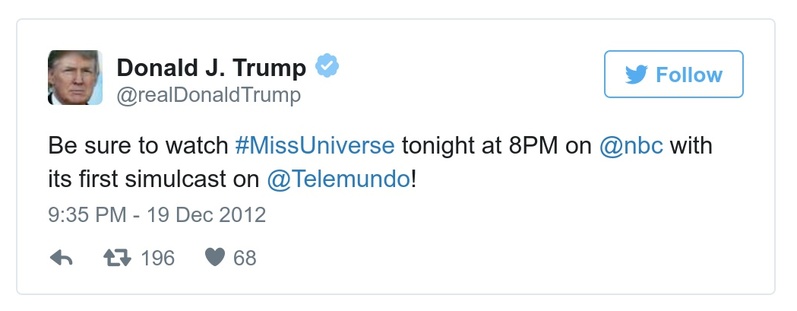 Donald J. Trump
@realDonaldTrump
Follow
Be sure to watch #MissUniverse tonight at 8PM on @nbc with
its first simulcast on @Telemundo!
9:35 PM - 19 Dec 2012
196 68